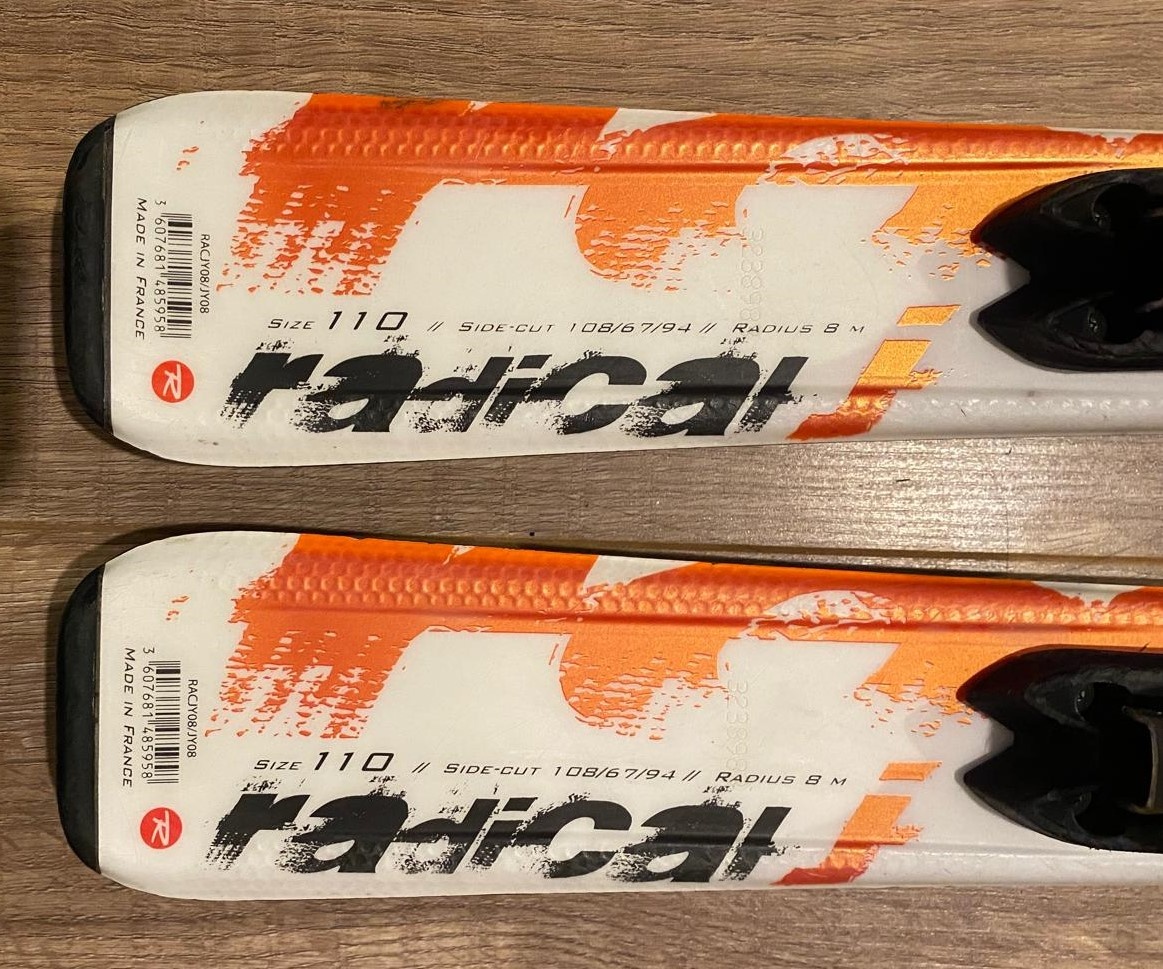 RACJY08/JY08
3 607681 485958
MADE IN FRANCE
R
SIZE 110 // SIDE-CUT 108/67/94 // RADIUS 8 M
radical j
RACJY08/JY08
3 607681 485958
MADE IN FRANCE
R
SIZE 110 // SIDE-CUT 108/67/94 // RADIUS 8 M
radical j